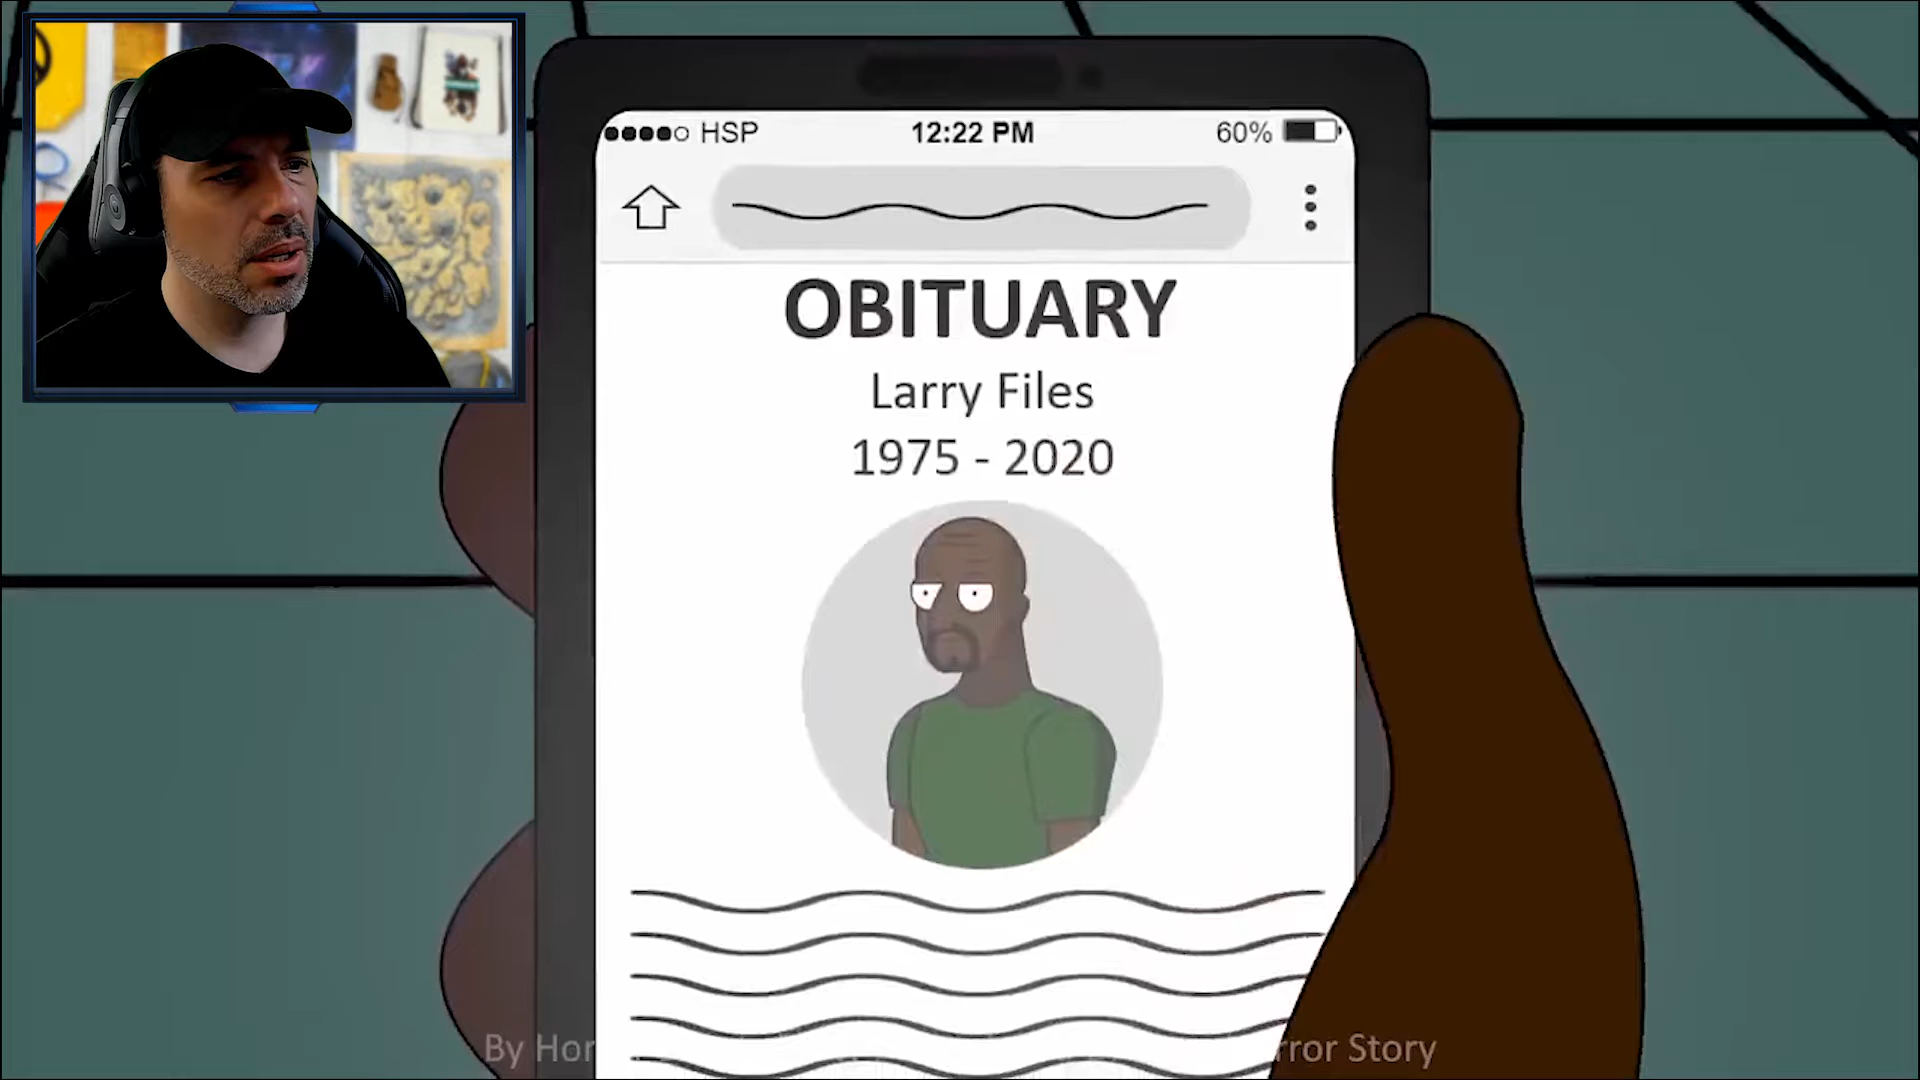 HSP 12:22 PM 60%
OBITUARY
Larry Files
1975 - 2020
By Hor rror Story